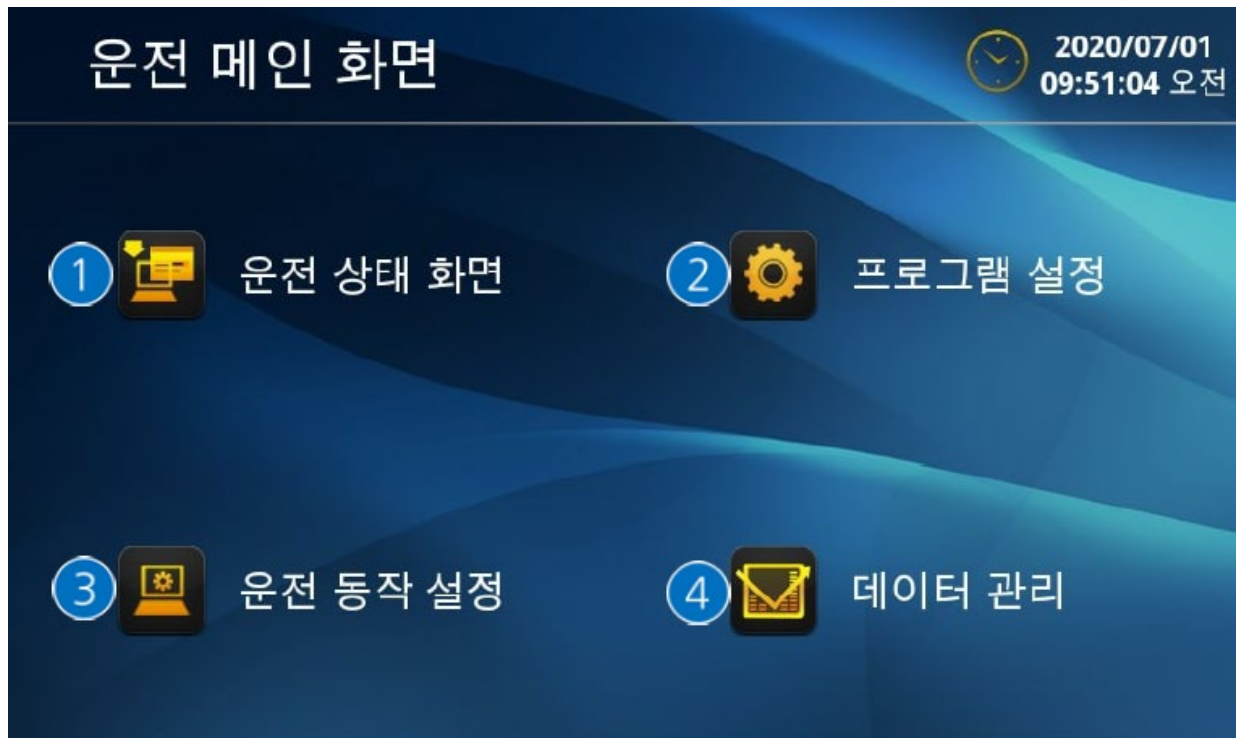 운전 메인 화면
2020/07/01
09:51:04 오전
1 운전 상태 화면
2 프로그램 설정
3 운전 동작 설정
4 데이터 관리